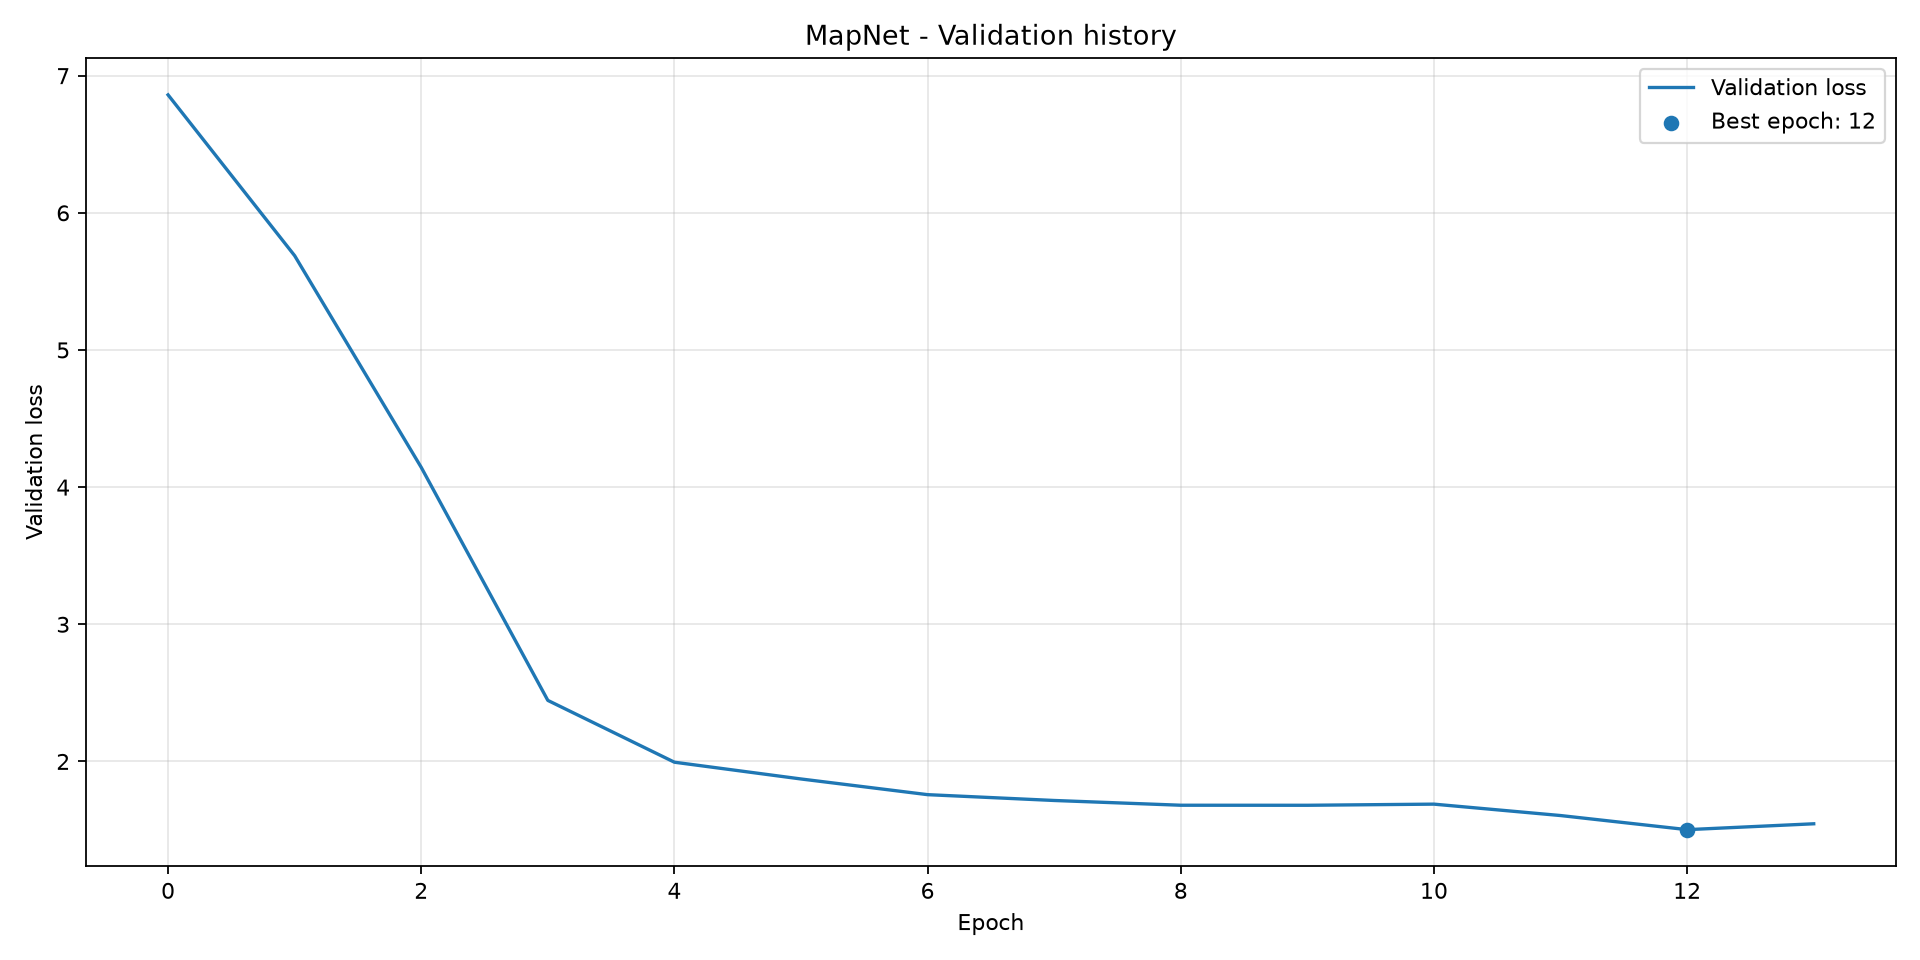 MapNet - Validation history
Validation loss
Best epoch: 12
Validation loss
7
6
5
4
3
2
0 2 4 6 8 10 12
Epoch